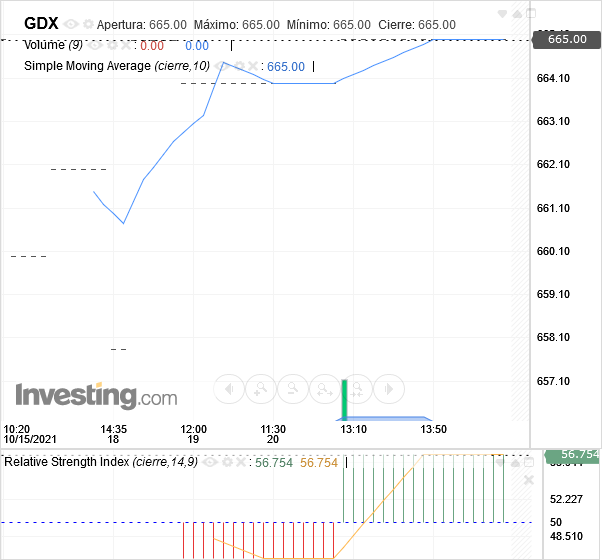 GDX Apertura: 665.00 Máximo: 665.00 Mínimo: 665.00 Cierre: 665.00
Volume (9) : 0.00 0.00
665.00
Simple Moving Average (cierre,10) : 665.00
664.10
663.10
662.10
661.10
660.10
659.10
658.10
657.10
Investing.com
10:20 14:35 12:00 11:30 13:10 13:50
10/15/2021 18 19 20
Relative Strength Index (cierre,14,9) : 56.754 56.754
56.754
52.227
50
48.510